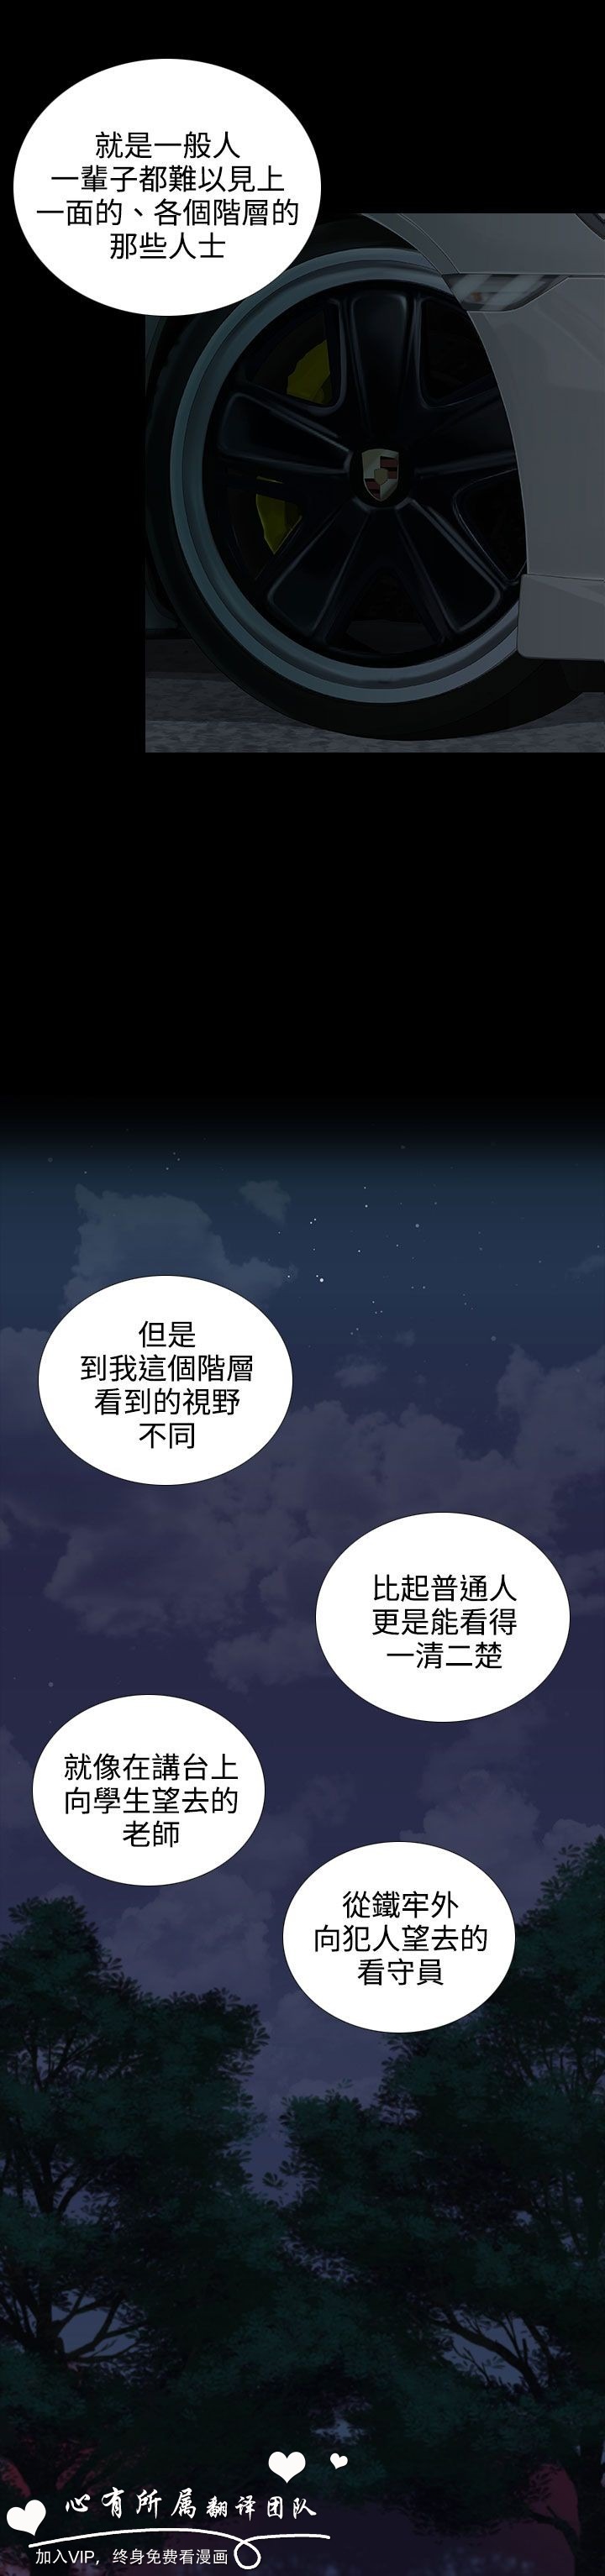 就是一般人
一輩子都難以見上
一面的、各個階層的
那些人士
但是
到我這個階層
看到的視野
不同
比起普通人
更是能看得
一清二楚
就像在講台上
向學生望去的
老師
從鐵牢外
向犯人望去的
看守員
心有所属翻译团队
加入VIP，终身免费看漫画